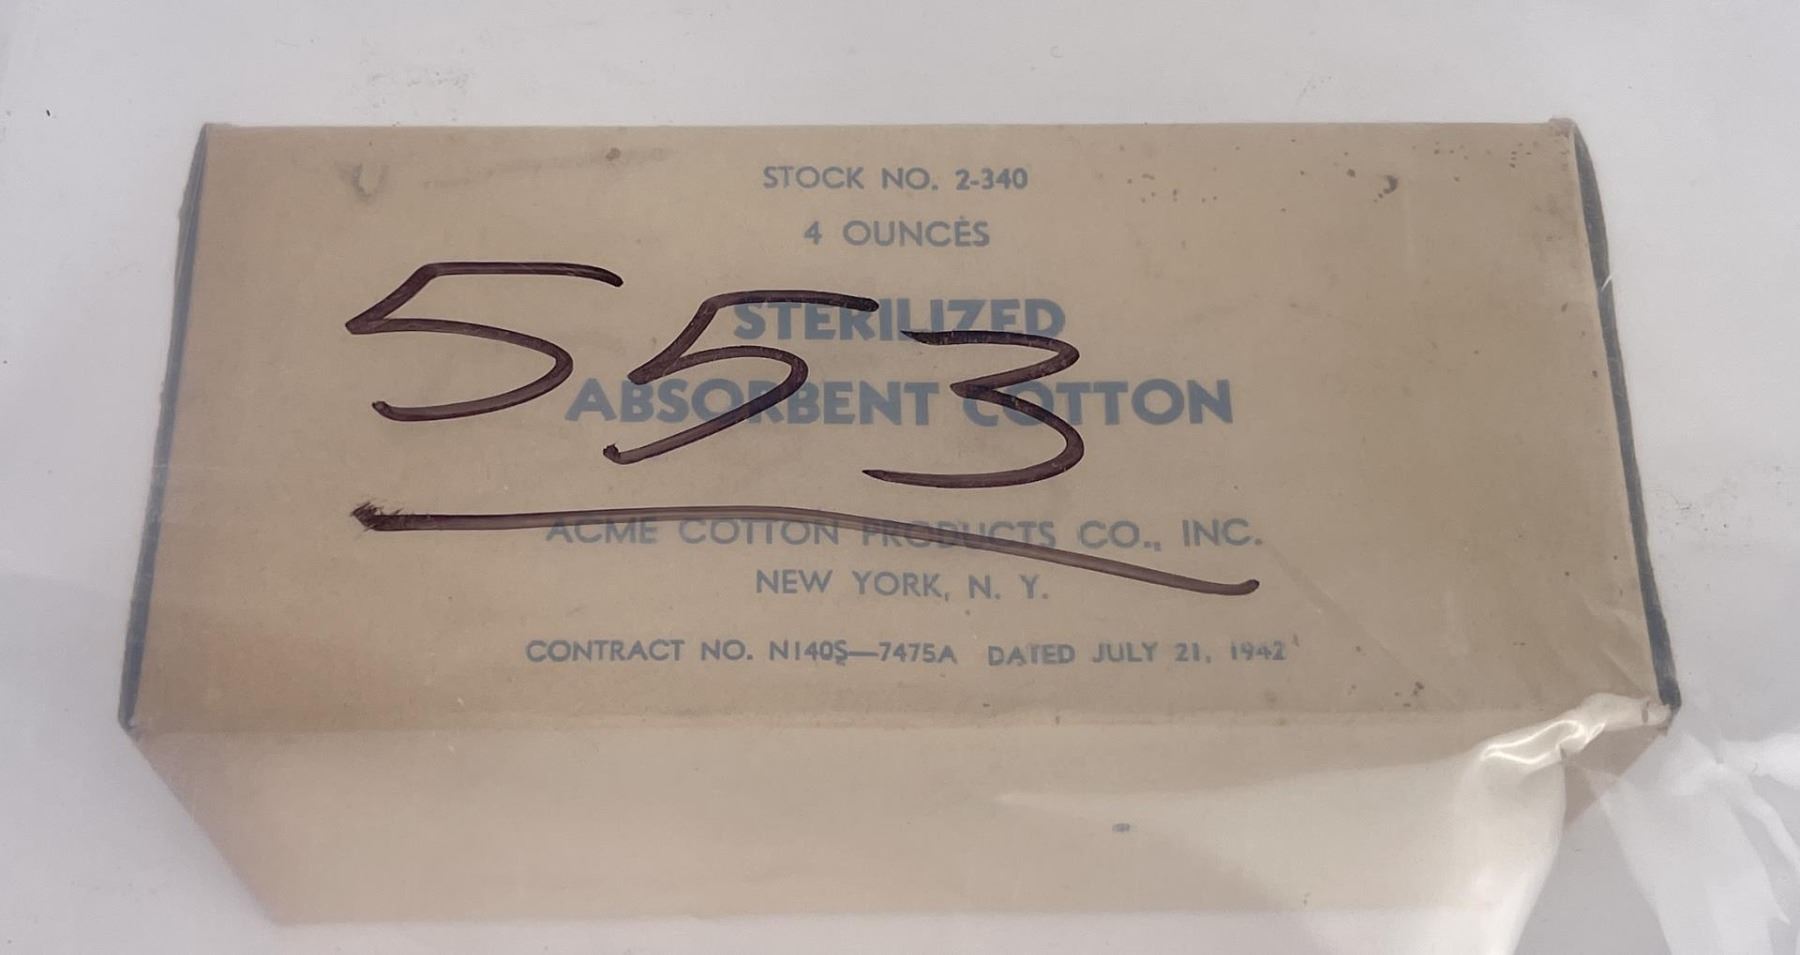 STOCK NO. 2-340
4 OUNCES
553
STERILIZED
ABSORBENT COTTON
ACME COTTON PRODUCTS CO., INC.
NEW YORK, N. Y.
CONTRACT NO. N140S—7475A DATED JULY 21, 1942